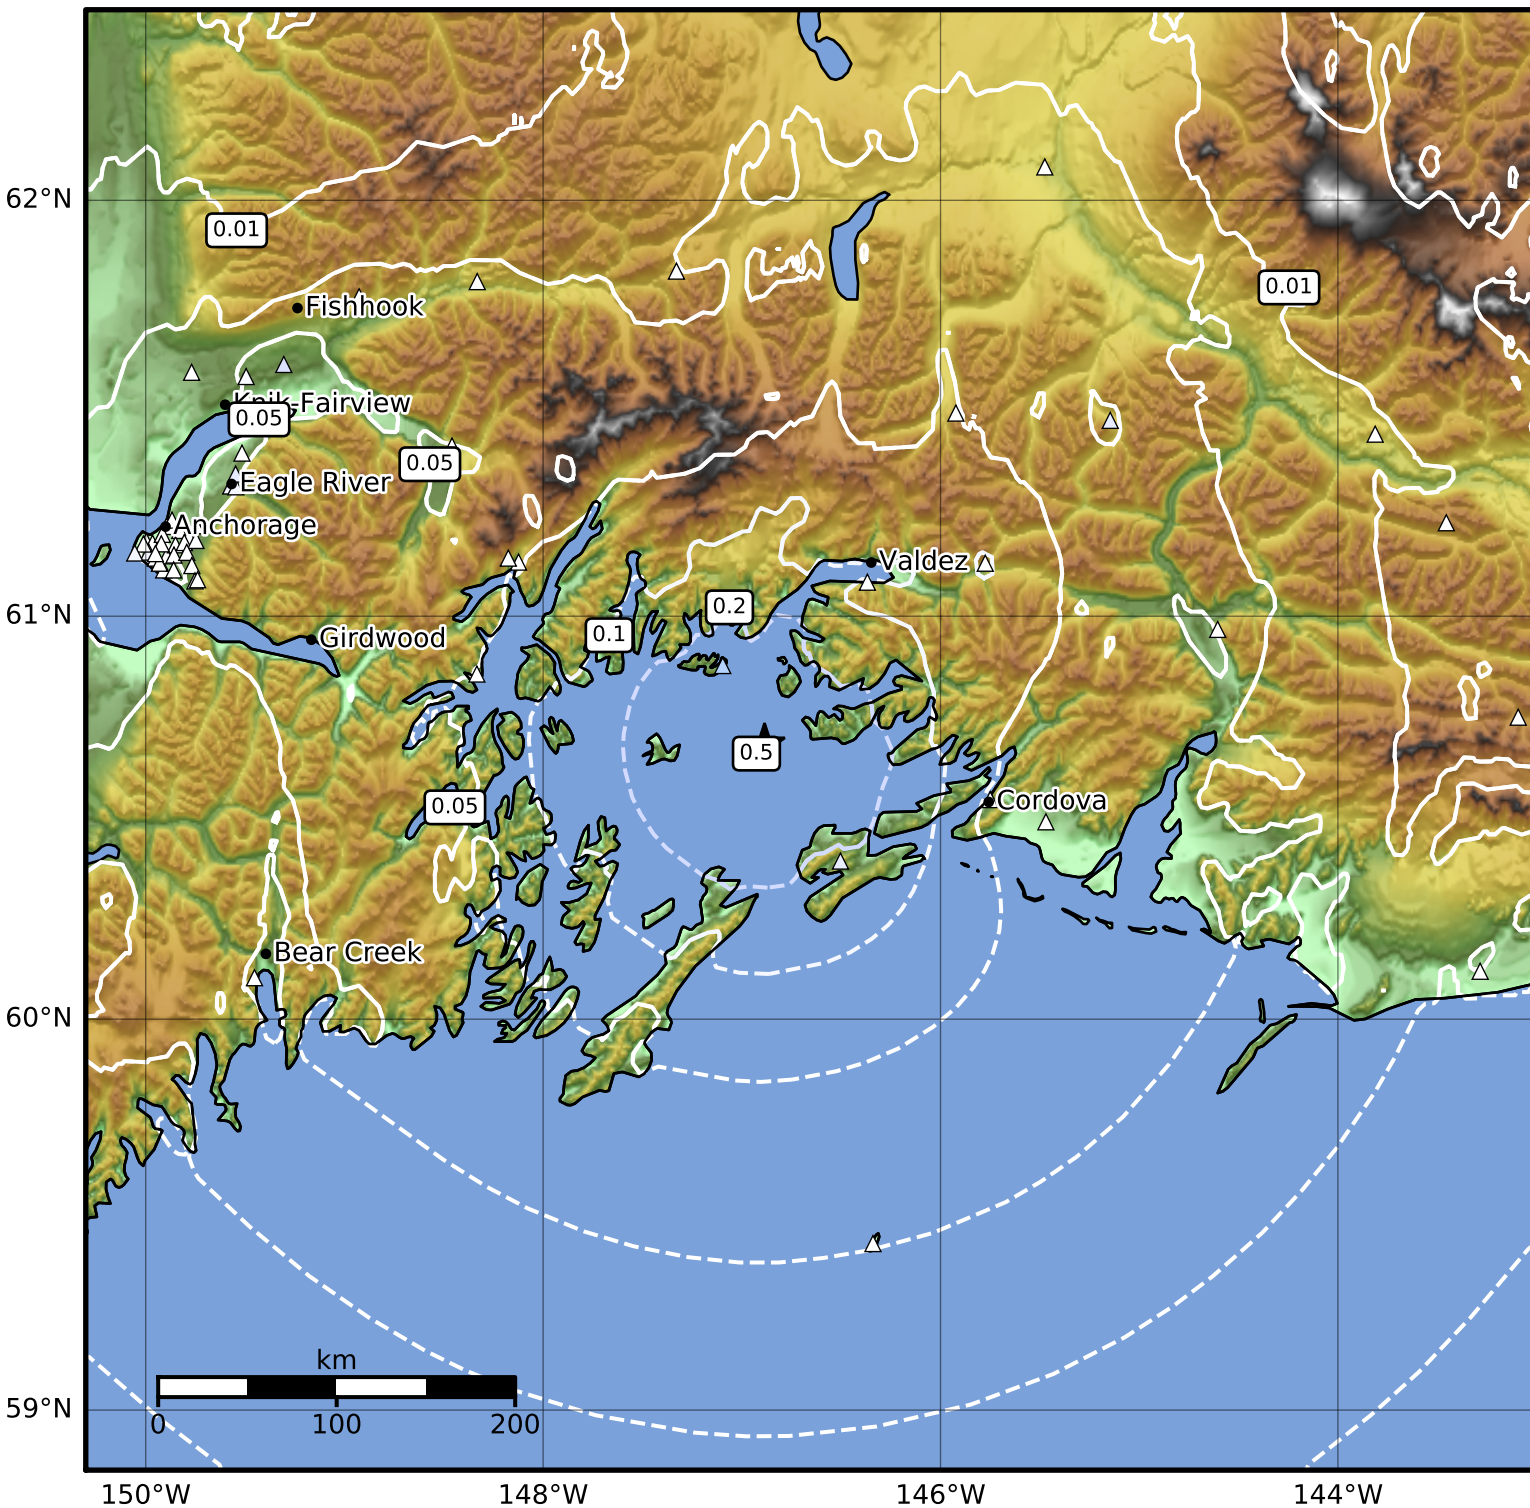 62°N
0.01
0.01
Fishhook
Knik-Fairview
0.05
0.05
Eagle River
Anchorage
Valdez
61°N
0.2
0.1
Girdwood
0.5
0.05
Cordova
Bear Creek
60°N
km
0 100 200
59°N
150°W 148°W 146°W 144°W